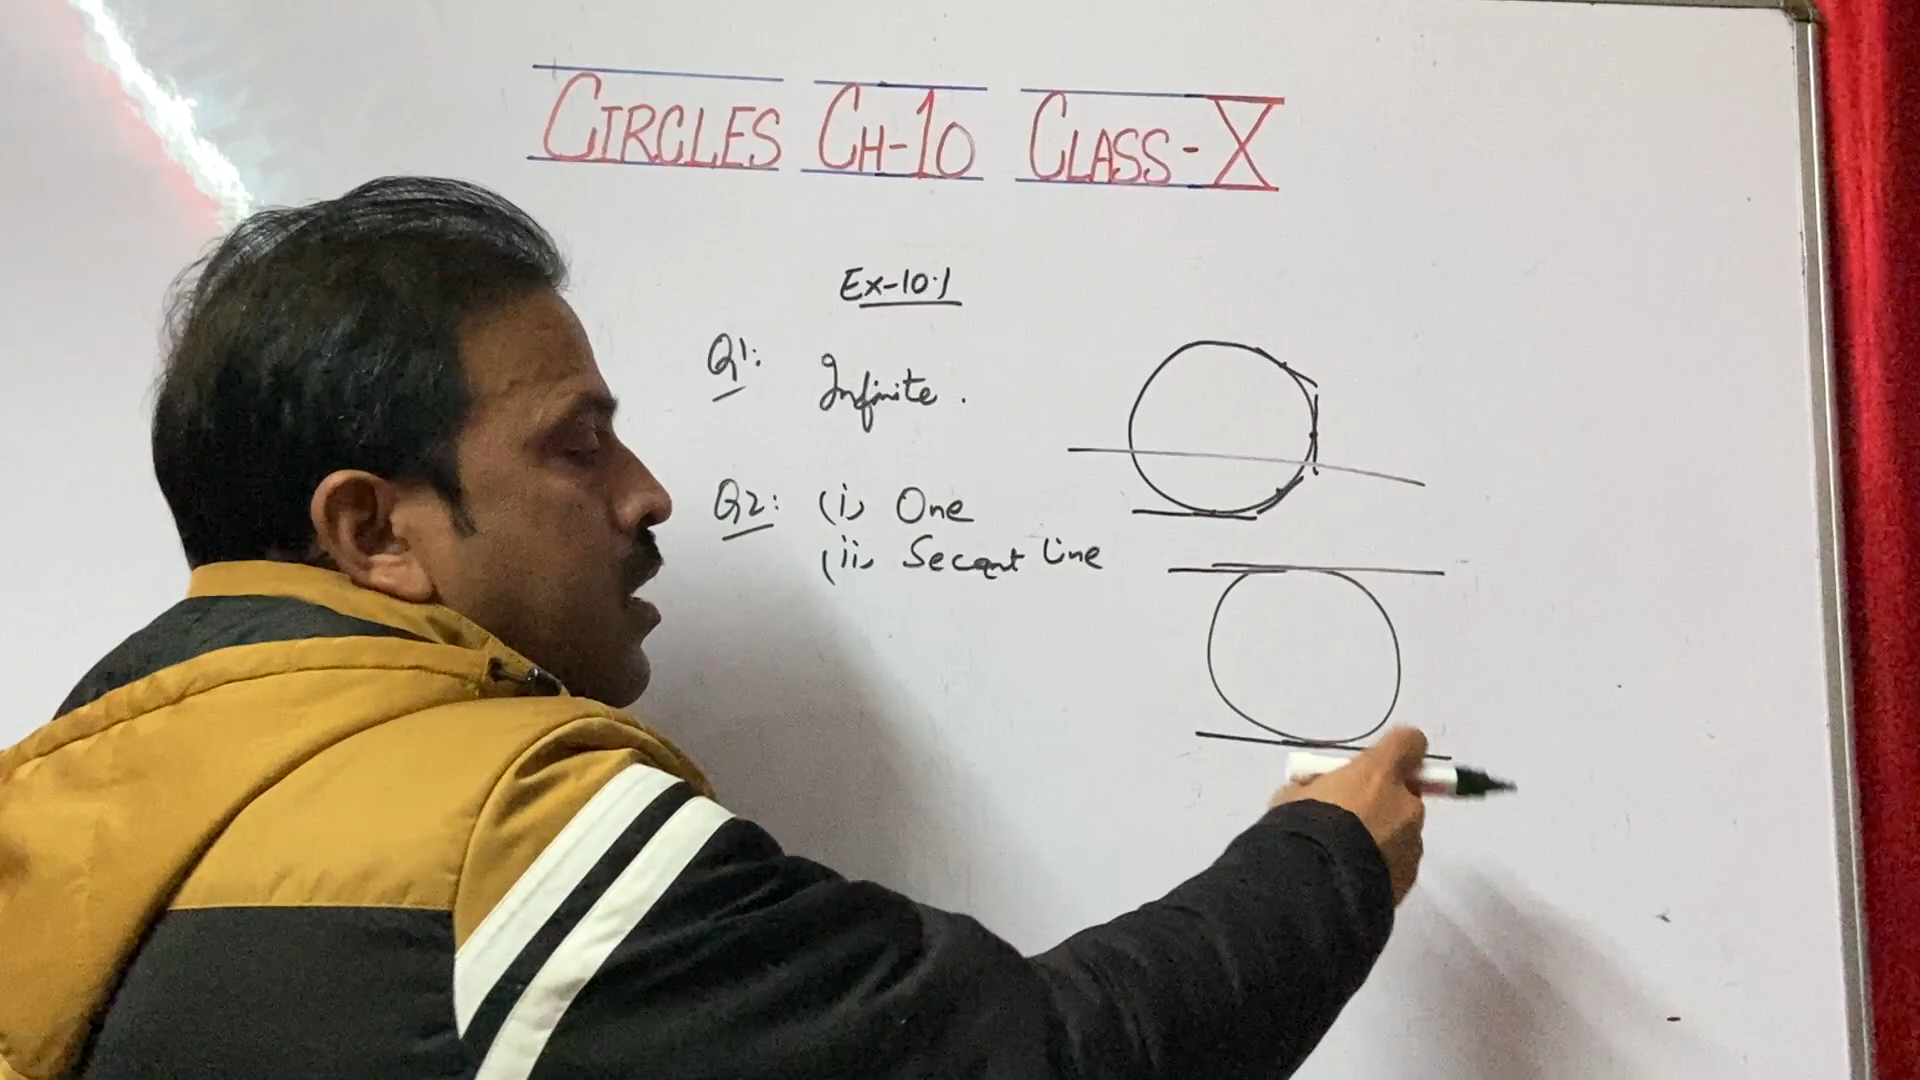 CIRCLES CH-10 CLASS-X
Ex-10.1
Q1: Infinite.
Q2: (i) One
(ii) Secant Line